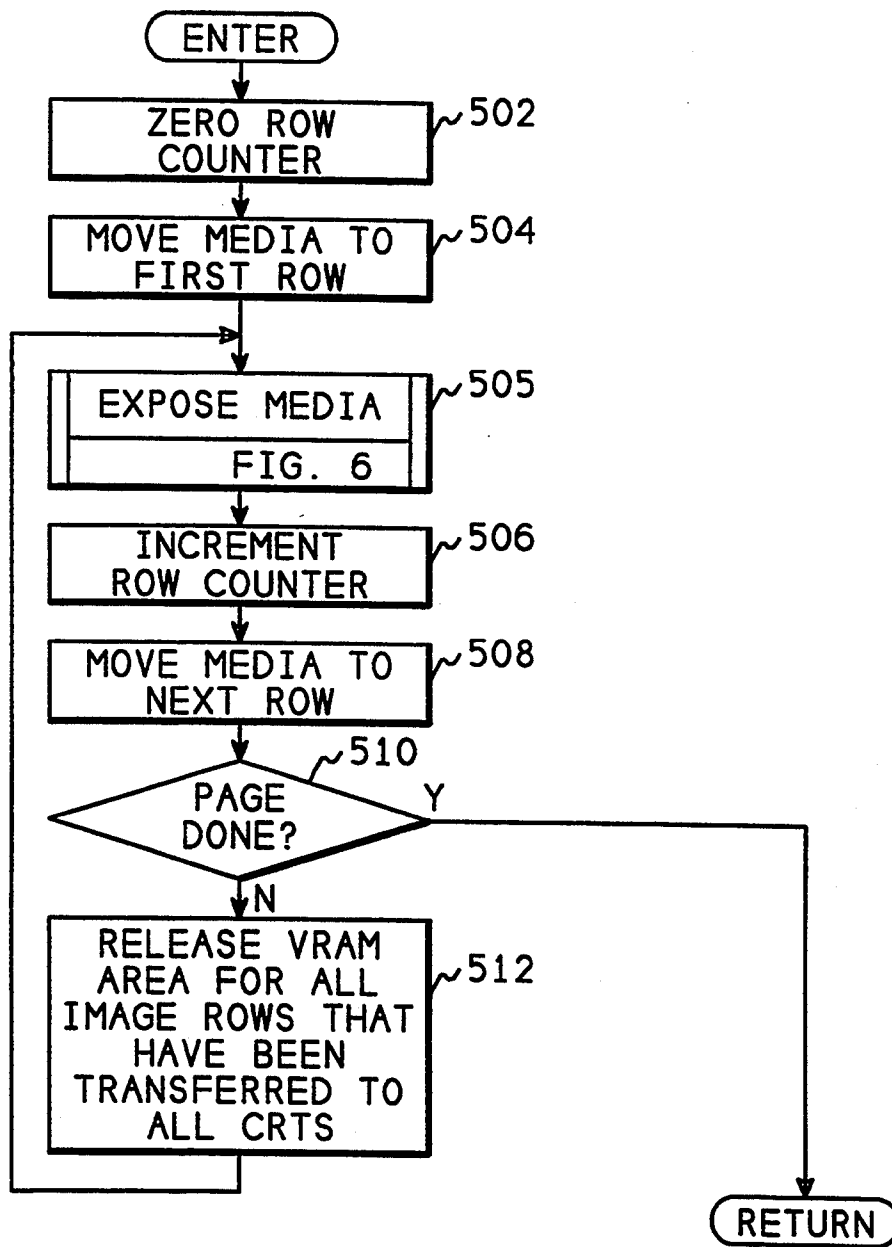 ENTER
ZERO ROW
COUNTER
502
MOVE MEDIA TO
FIRST ROW
504
EXPOSE MEDIA
FIG. 6
505
INCREMENT
ROW COUNTER
506
MOVE MEDIA TO
NEXT ROW
508
510
PAGE
DONE?
Y
N
RELEASE VRAM
AREA FOR ALL
IMAGE ROWS THAT
HAVE BEEN
TRANSFERRED TO
ALL CRTS
512
RETURN